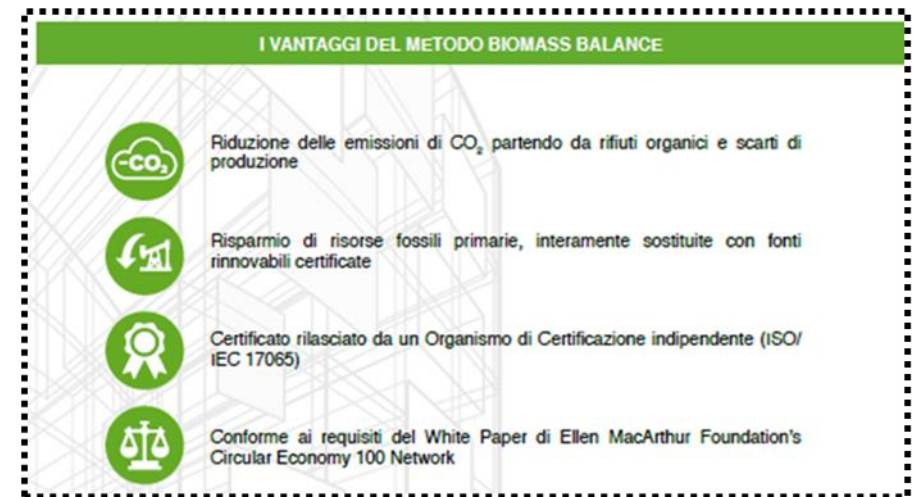 I VANTAGGI DEL METODO BIOMASS BALANCE
-CO₂
Riduzione delle emissioni di CO₂ partendo da rifiuti organici e scarti di
produzione
Risparmio di risorse fossili primarie, interamente sostituite con fonti
rinnovabili certificate
Certificato rilasciato da un Organismo di Certificazione indipendente (ISO/
IEC 17065)
Conforme ai requisiti del White Paper di Ellen MacArthur Foundation's
Circular Economy 100 Network